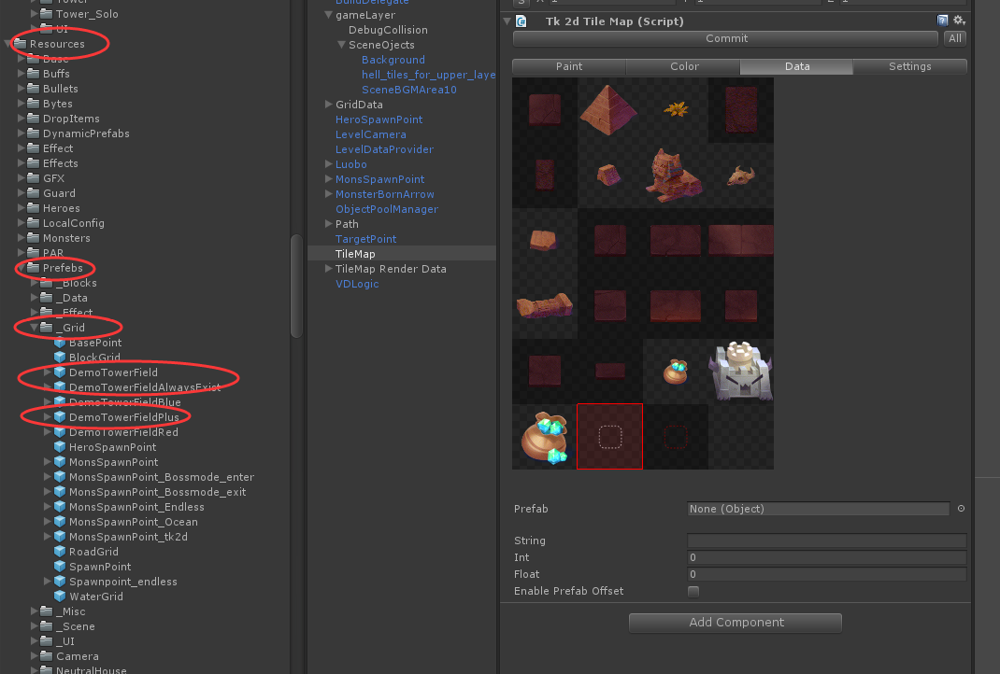 Tower
Tower_Solo
UI
Resources
Base
Buffs
Bullets
Bytes
DropItems
DynamicPrefabs
Effect
Effects
GFX
Guard
Heroes
LocalConfig
Monsters
PAR
Prefebs
_Blocks
_Data
_Effect
_Grid
BasePoint
BlockGrid
DemoTowerField
DemoTowerFieldAlwaysExist
DemoTowerFieldBlue
DemoTowerFieldPlus
DemoTowerFieldRed
HeroSpawnPoint
MonsSpawnPoint
MonsSpawnPoint_Bossmode_enter
MonsSpawnPoint_Bossmode_exit
MonsSpawnPoint_Endless
MonsSpawnPoint_Ocean
MonsSpawnPoint_tk2d
RoadGrid
SpawnPoint
Spawnpoint_endless
WaterGrid
_Misc
_Scene
_UI
Camera
NeutralHouse
BuildDelegate
gameLayer
DebugCollision
SceneOjects
Background
hell_tiles_for_upper_laye
SceneBGMArea10
GridData
HeroSpawnPoint
LevelCamera
LevelDataProvider
Luobo
MonsSpawnPoint
MonsterBornArrow
ObjectPoolManager
Path
TargetPoint
TileMap
TileMap Render Data
VDLogic
S
Tk 2d Tile Map (Script)
Commit All
Paint Color Data Settings
Prefab None (Object)
String
Int 0
Float 0
Enable Prefab Offset
Add Component